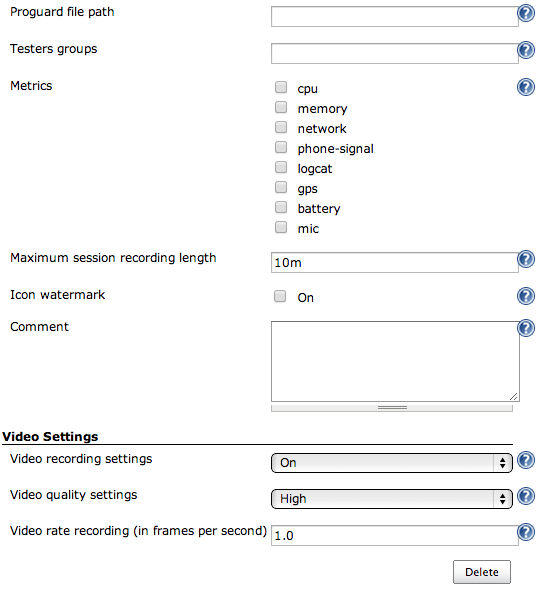 Proguard file path
Testers groups
Metrics
cpu
memory
network
phone-signal
logcat
gps
battery
mic
Maximum session recording length 10m
Icon watermark On
Comment
Video Settings
Video recording settings On
Video quality settings High
Video rate recording (in frames per second) 1.0
Delete